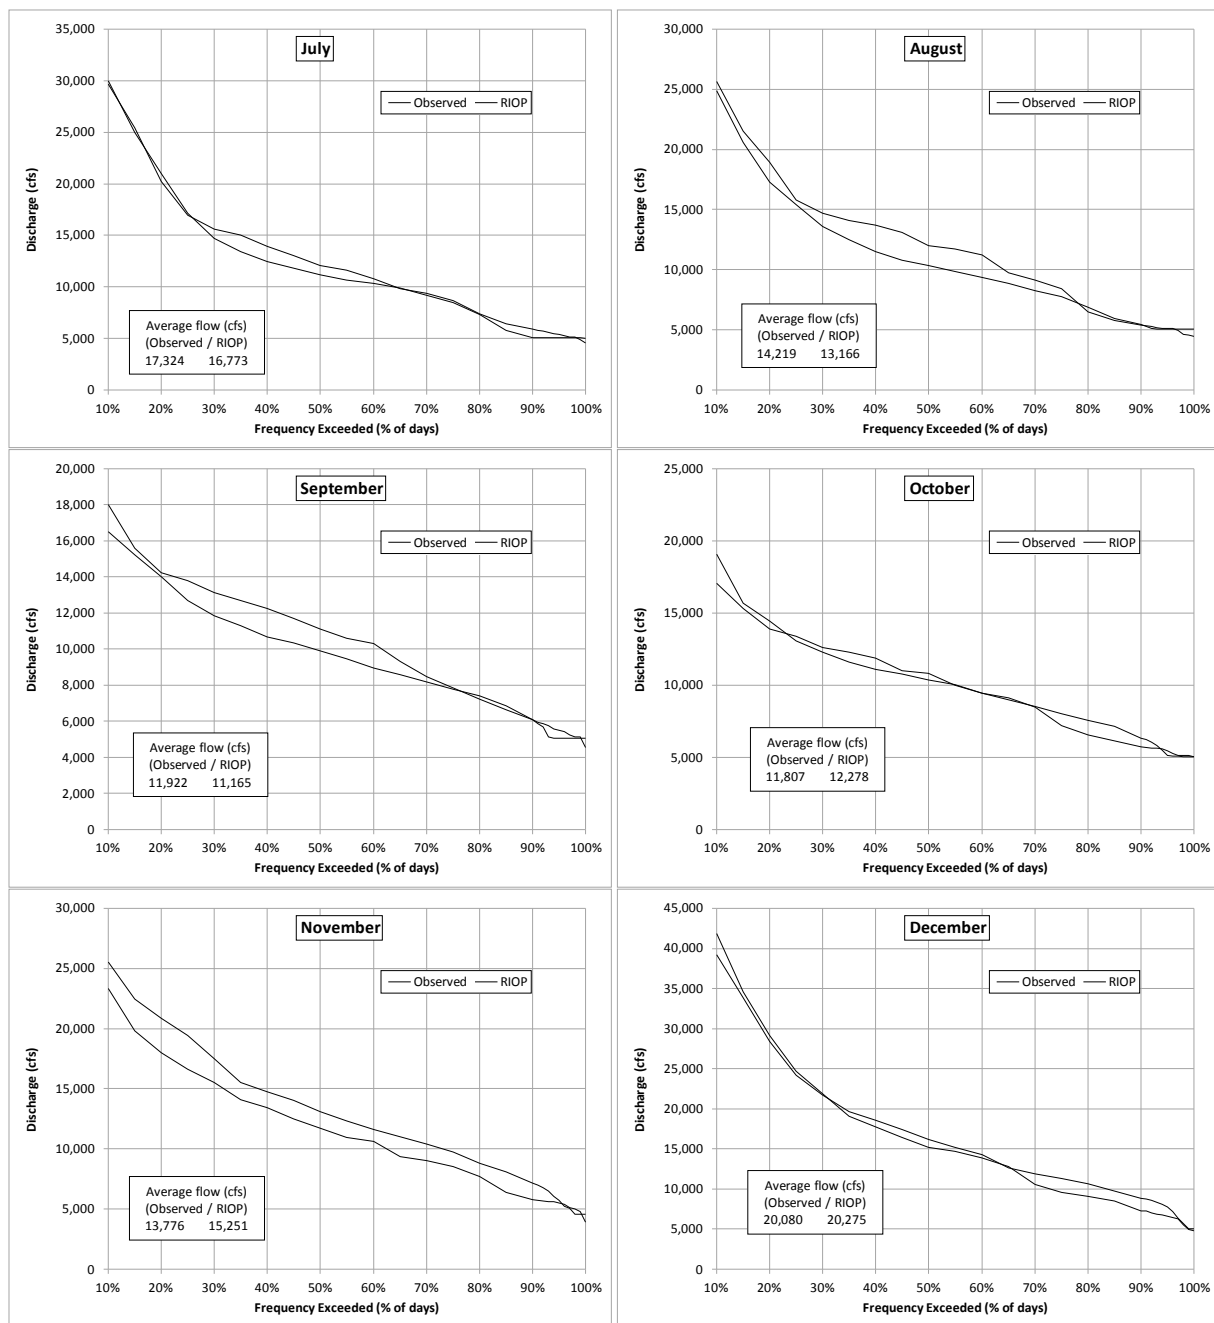 July
35,000
30,000
25,000
20,000
15,000
10,000
5,000
0
Discharge (cfs)
Observed RIOP
Average flow (cfs)
(Observed / RIOP)
17,324 16,773
10% 20% 30% 40% 50% 60% 70% 80% 90% 100%
Frequency Exceeded (% of days)
August
30,000
25,000
20,000
15,000
10,000
5,000
0
Discharge (cfs)
Observed RIOP
Average flow (cfs)
(Observed / RIOP)
14,219 13,166
10% 20% 30% 40% 50% 60% 70% 80% 90% 100%
Frequency Exceeded (% of days)
September
20,000
18,000
16,000
14,000
12,000
10,000
8,000
6,000
4,000
2,000
0
Discharge (cfs)
Observed RIOP
Average flow (cfs)
(Observed / RIOP)
11,922 11,165
10% 20% 30% 40% 50% 60% 70% 80% 90% 100%
Frequency Exceeded (% of days)
October
25,000
20,000
15,000
10,000
5,000
0
Discharge (cfs)
Observed RIOP
Average flow (cfs)
(Observed / RIOP)
11,807 12,278
10% 20% 30% 40% 50% 60% 70% 80% 90% 100%
Frequency Exceeded (% of days)
November
30,000
25,000
20,000
15,000
10,000
5,000
0
Discharge (cfs)
Observed RIOP
Average flow (cfs)
(Observed / RIOP)
13,776 15,251
10% 20% 30% 40% 50% 60% 70% 80% 90% 100%
Frequency Exceeded (% of days)
December
45,000
40,000
35,000
30,000
25,000
20,000
15,000
10,000
5,000
0
Discharge (cfs)
Observed RIOP
Average flow (cfs)
(Observed / RIOP)
20,080 20,275
10% 20% 30% 40% 50% 60% 70% 80% 90% 100%
Frequency Exceeded (% of days)